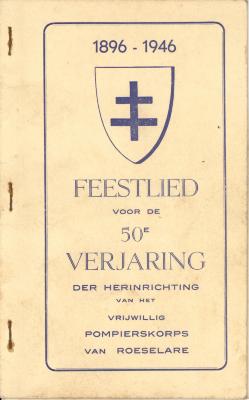 1896 - 1946
FEESTLIED
VOOR DE
50E
VERJARING
DER HERINRICHTING
VAN HET
VRIJWILLIG
POMPIERSKORPS
VAN ROESELARE